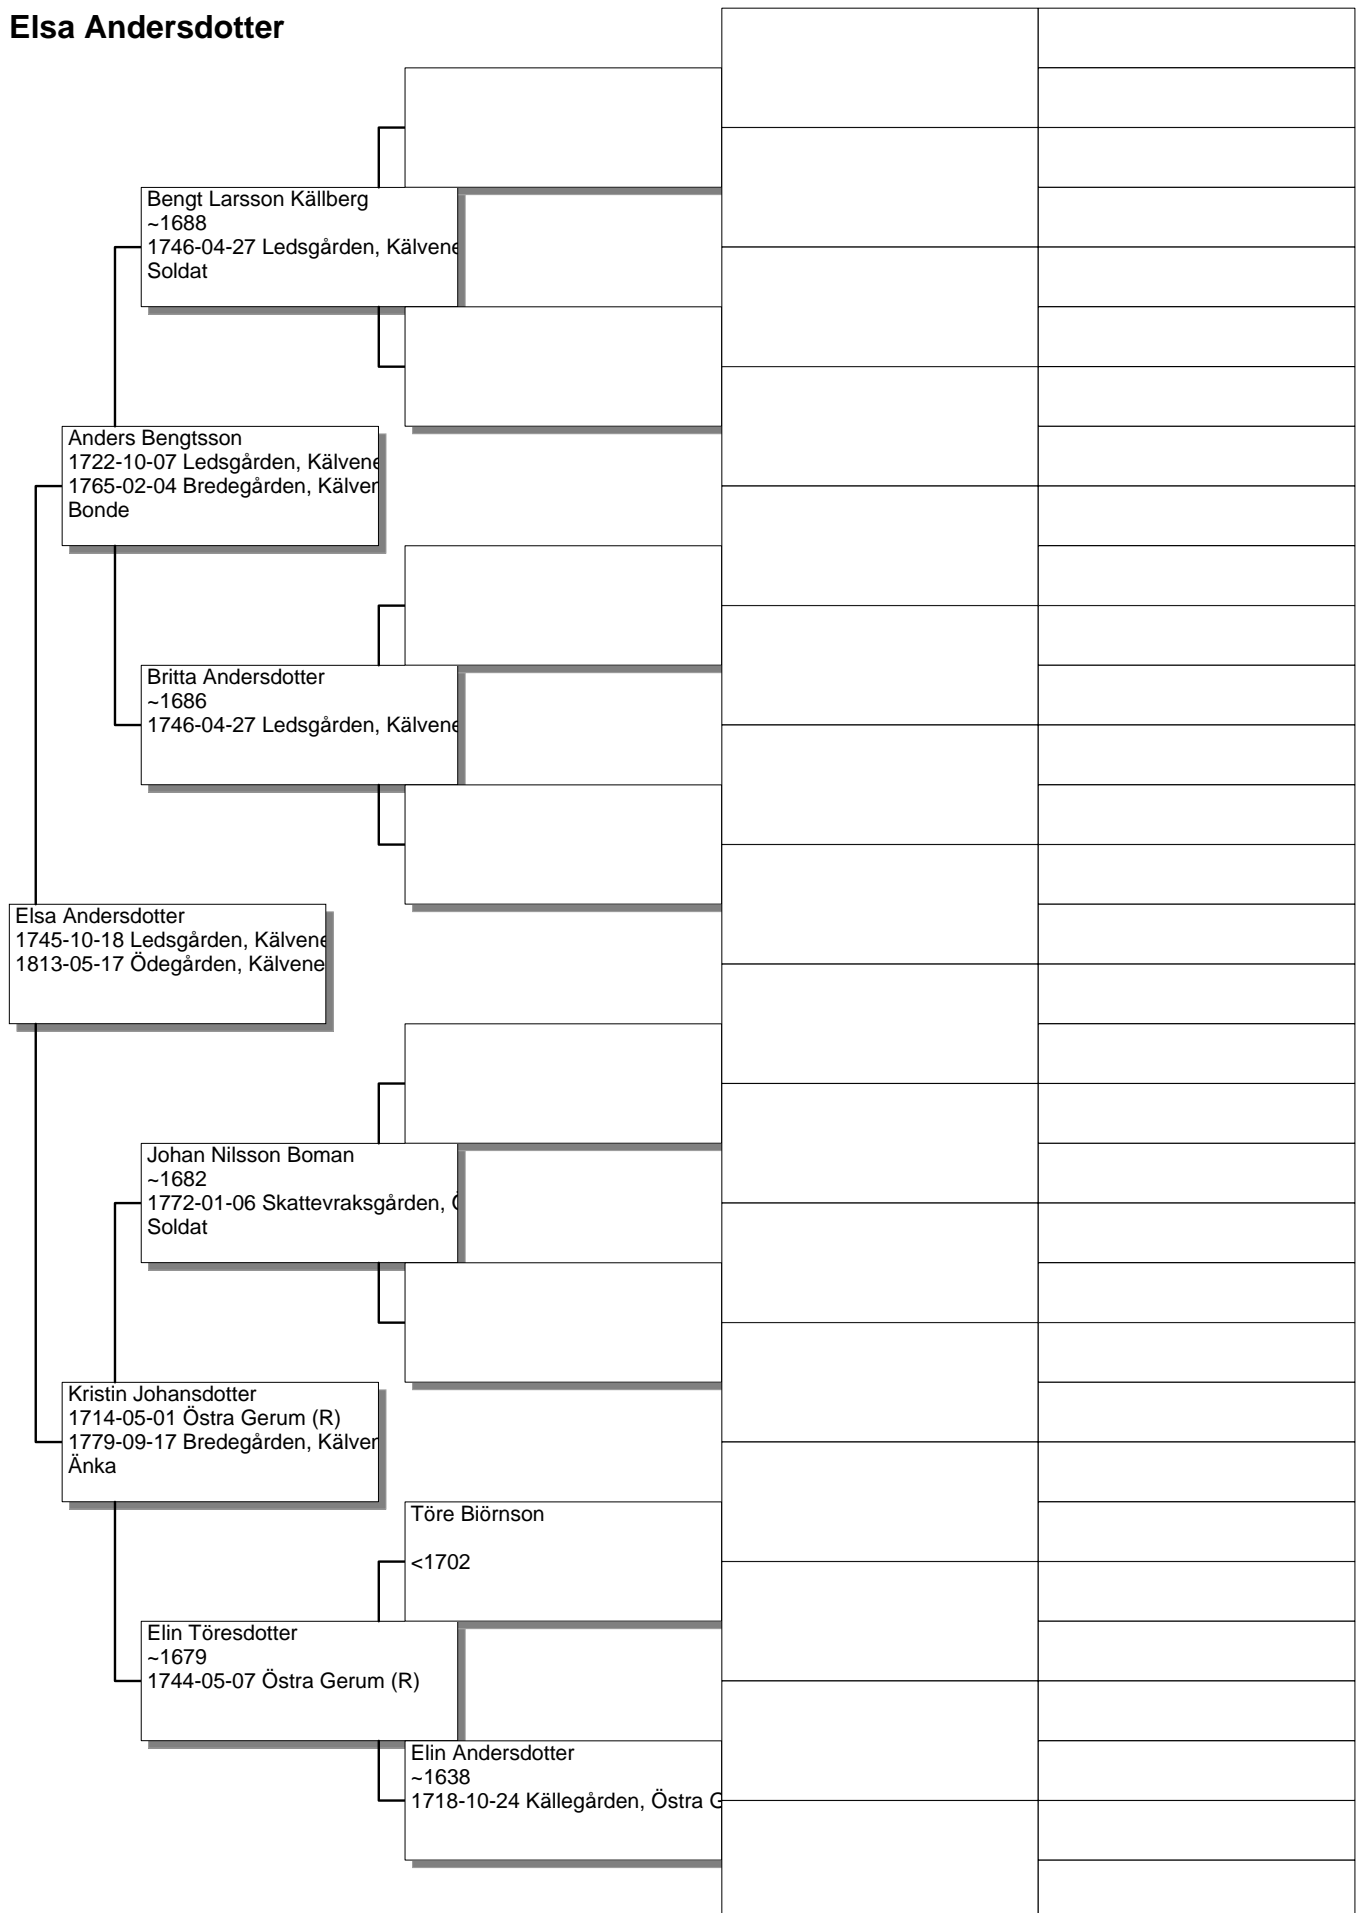 Elsa Andersdotter
Bengt Larsson Källberg
~1688
1746-04-27 Ledsgården, Kälvene
Soldat
Anders Bengtsson
1722-10-07 Ledsgården, Kälvene
1765-02-04 Bredegården, Kälven
Bonde
Britta Andersdotter
~1686
1746-04-27 Ledsgården, Kälvene
Elsa Andersdotter
1745-10-18 Ledsgården, Kälvene
1813-05-17 Ödegården, Kälvene
Johan Nilsson Boman
~1682
1772-01-06 Skattevraksgården, Ö
Soldat
Kristin Johansdotter
1714-05-01 Östra Gerum (R)
1779-09-17 Bredegården, Kälven
Änka
Töre Biörnson
<1702
Elin Töresdotter
~1679
1744-05-07 Östra Gerum (R)
Elin Andersdotter
~1638
1718-10-24 Källegården, Östra G